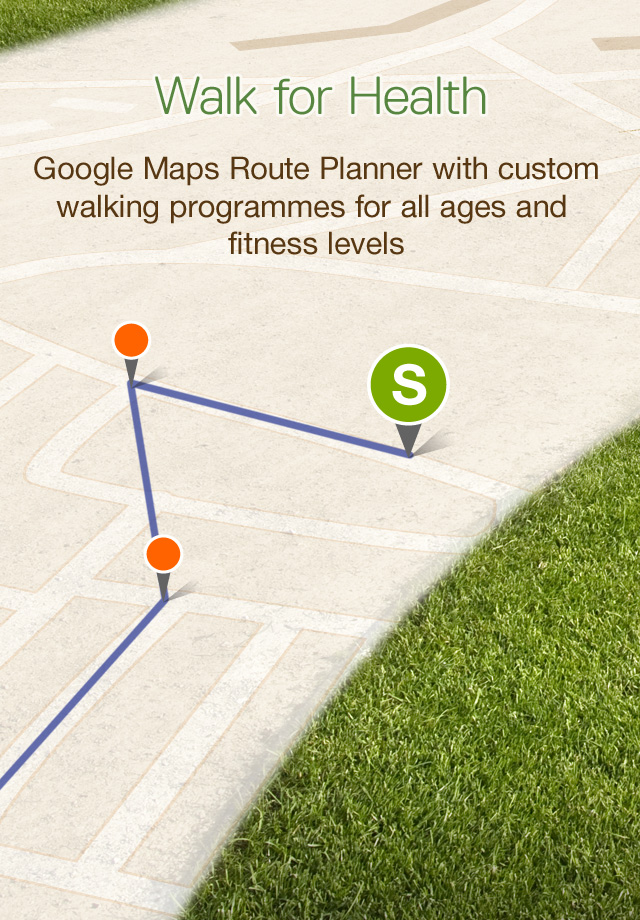 Walk for Health
Google Maps Route Planner with custom
walking programmes for all ages and
fitness levels
S